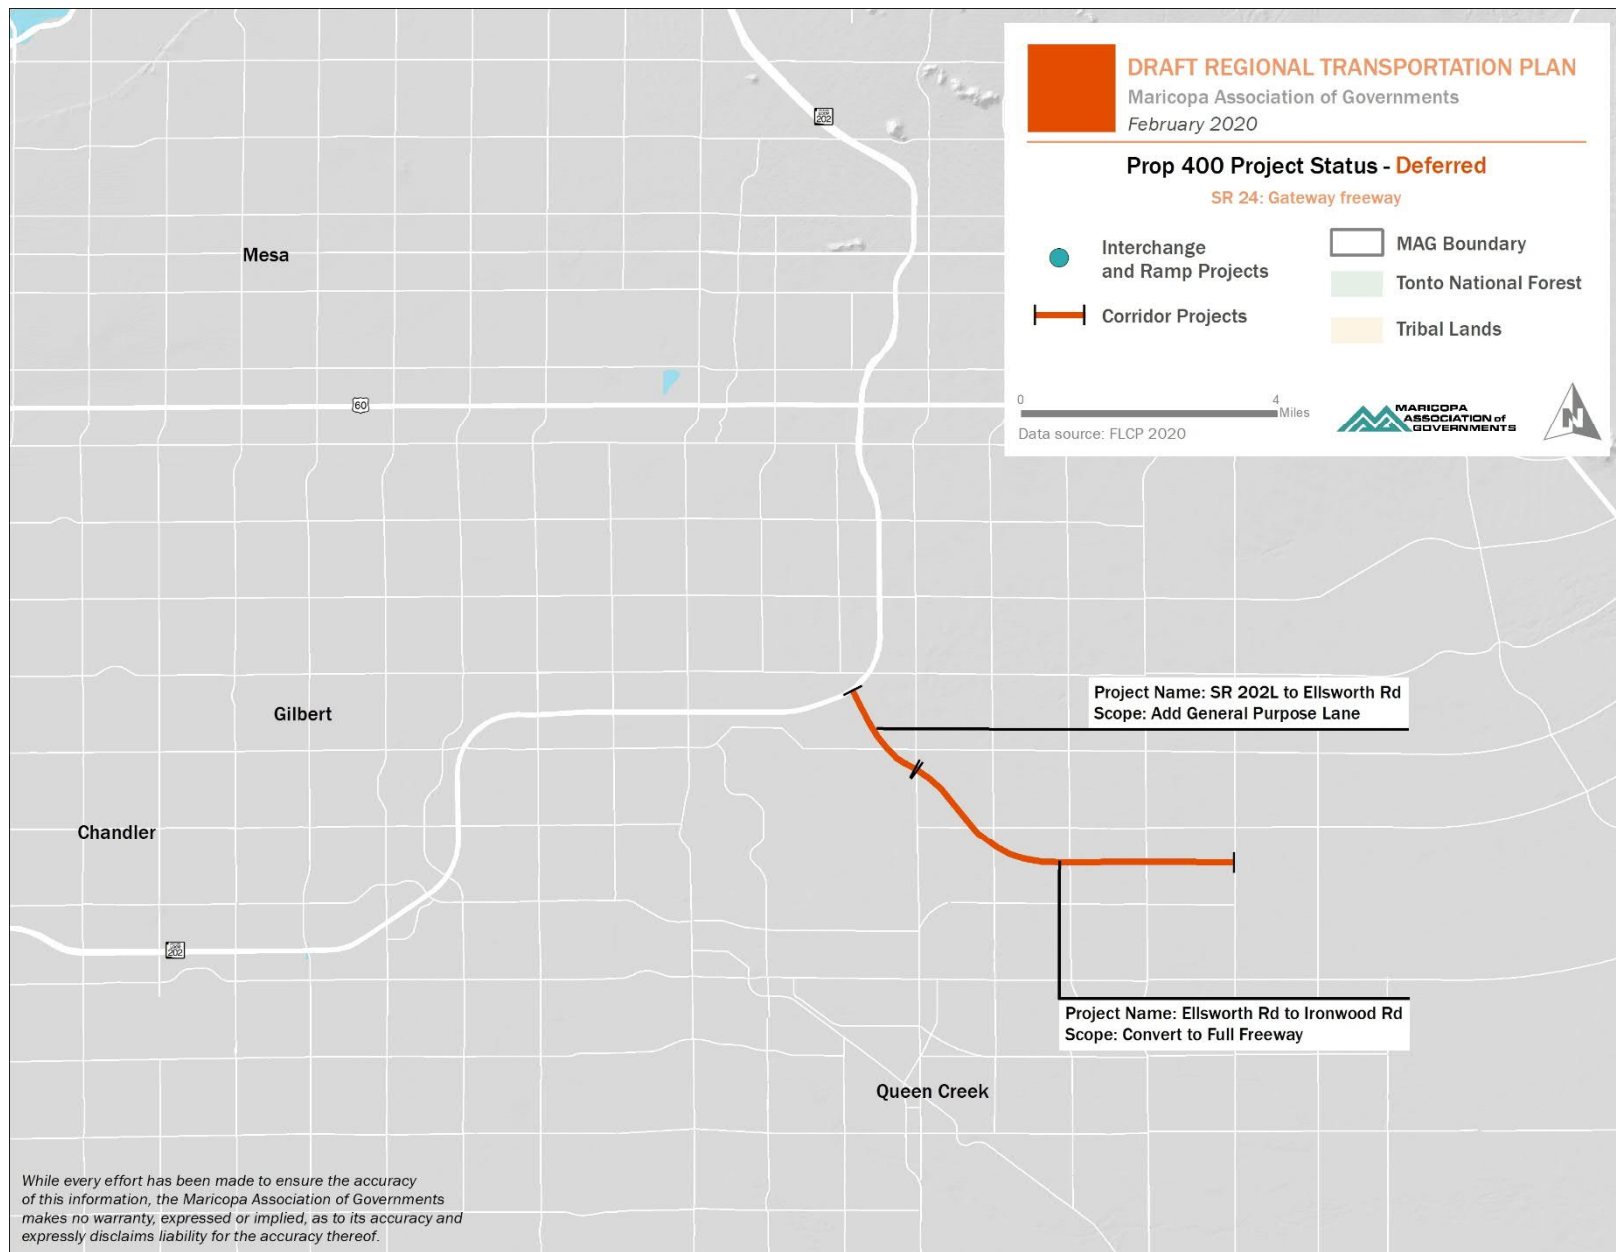 DRAFT REGIONAL TRANSPORTATION PLAN
Maricopa Association of Governments
February 2020
Prop 400 Project Status - Deferred
SR 24: Gateway freeway
Interchange
and Ramp Projects
Corridor Projects
MAG Boundary
Tonto National Forest
Tribal Lands
0 4
Miles
Data source: FLCP 2020
MARICOPA
ASSOCIATION of
GOVERNMENTS
N
202
Mesa
60
Project Name: SR 202L to Ellsworth Rd
Scope: Add General Purpose Lane
Gilbert
Chandler
202
Project Name: Ellsworth Rd to Ironwood Rd
Scope: Convert to Full Freeway
Queen Creek
While every effort has been made to ensure the accuracy
of this information, the Maricopa Association of Governments
makes no warranty, expressed or implied, as to its accuracy and
expressly disclaims liability for the accuracy thereof.